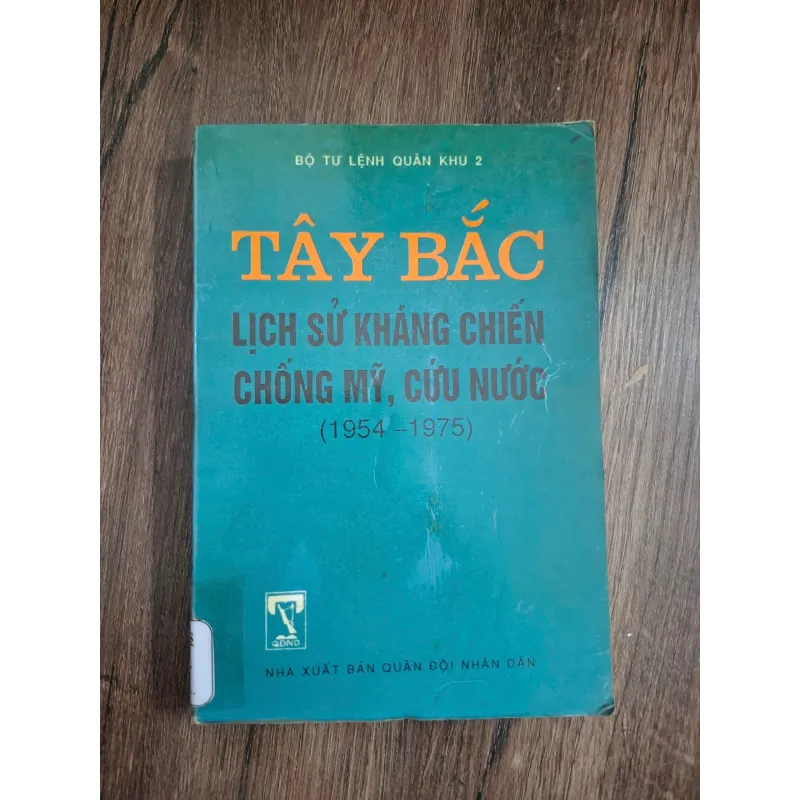 BỘ TƯ LỆNH QUÂN KHU 2
TÂY BẮC
LỊCH SỬ KHÁNG CHIẾN
CHỐNG MỸ, CỨU NƯỚC
(1954 – 1975)
QĐND
NHÀ XUẤT BẢN QUÂN ĐỘI NHÂN DÂN